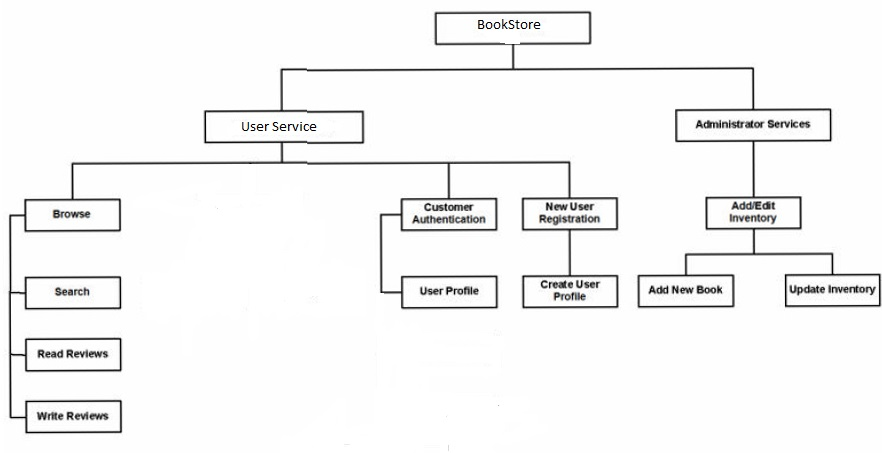 BookStore
User Service
Administrator Services
Browse
Customer
Authentication
New User
Registration
Add/Edit
Inventory
Search
User Profile
Create User
Profile
Add New Book
Update Inventory
Read Reviews
Write Reviews